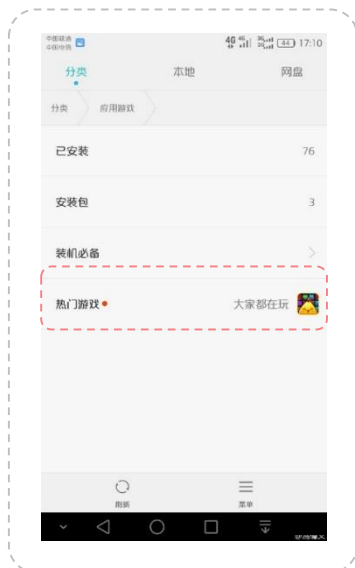 中国联通
中国电信
4G 46 36 44 17:10
分类 本地 网盘
分类 应用游戏
已安装 76
安装包 3
装机必备
热门游戏 大家都在玩
刷新 菜单